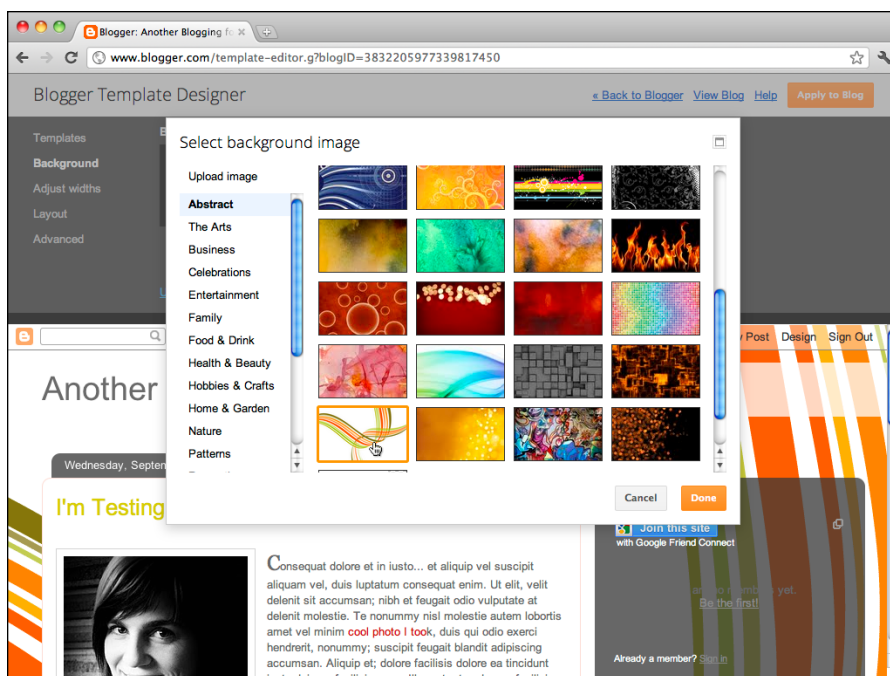 Blogger: Another Blogging fo
www.blogger.com/template-editor.g?blogID=3832205977339817450
Blogger Template Designer
« Back to Blogger View Blog Help Apply to Blog
Templates
Background
Adjust widths
Layout
Advanced
Select background image
Upload image
Abstract
The Arts
Business
Celebrations
Entertainment
Family
Food & Drink
Health & Beauty
Hobbies & Crafts
Home & Garden
Nature
Patterns
Cancel Done
Post Design Sign Out
Another
Wednesday, Septen
I'm Testing
Consequat dolore et in iusto... et aliquip vel suscipit
aliquam vel, duis luptatum consequat enim. Ut elit, velit
delenit sit accumsan; nibh et feugait odio vulputate at
delenit molestie. Te nonummy nisl molestie autem lobortis
amet vel minim cool photo I took, duis qui odio exerci
hendrerit, nonummy; suscipit feugait blandit adipiscing
accumsan. Aliquip et; dolore facilisis dolore ea tincidunt
Join this site
with Google Friend Connect
yet.
Be the first!
Already a member? Sign in